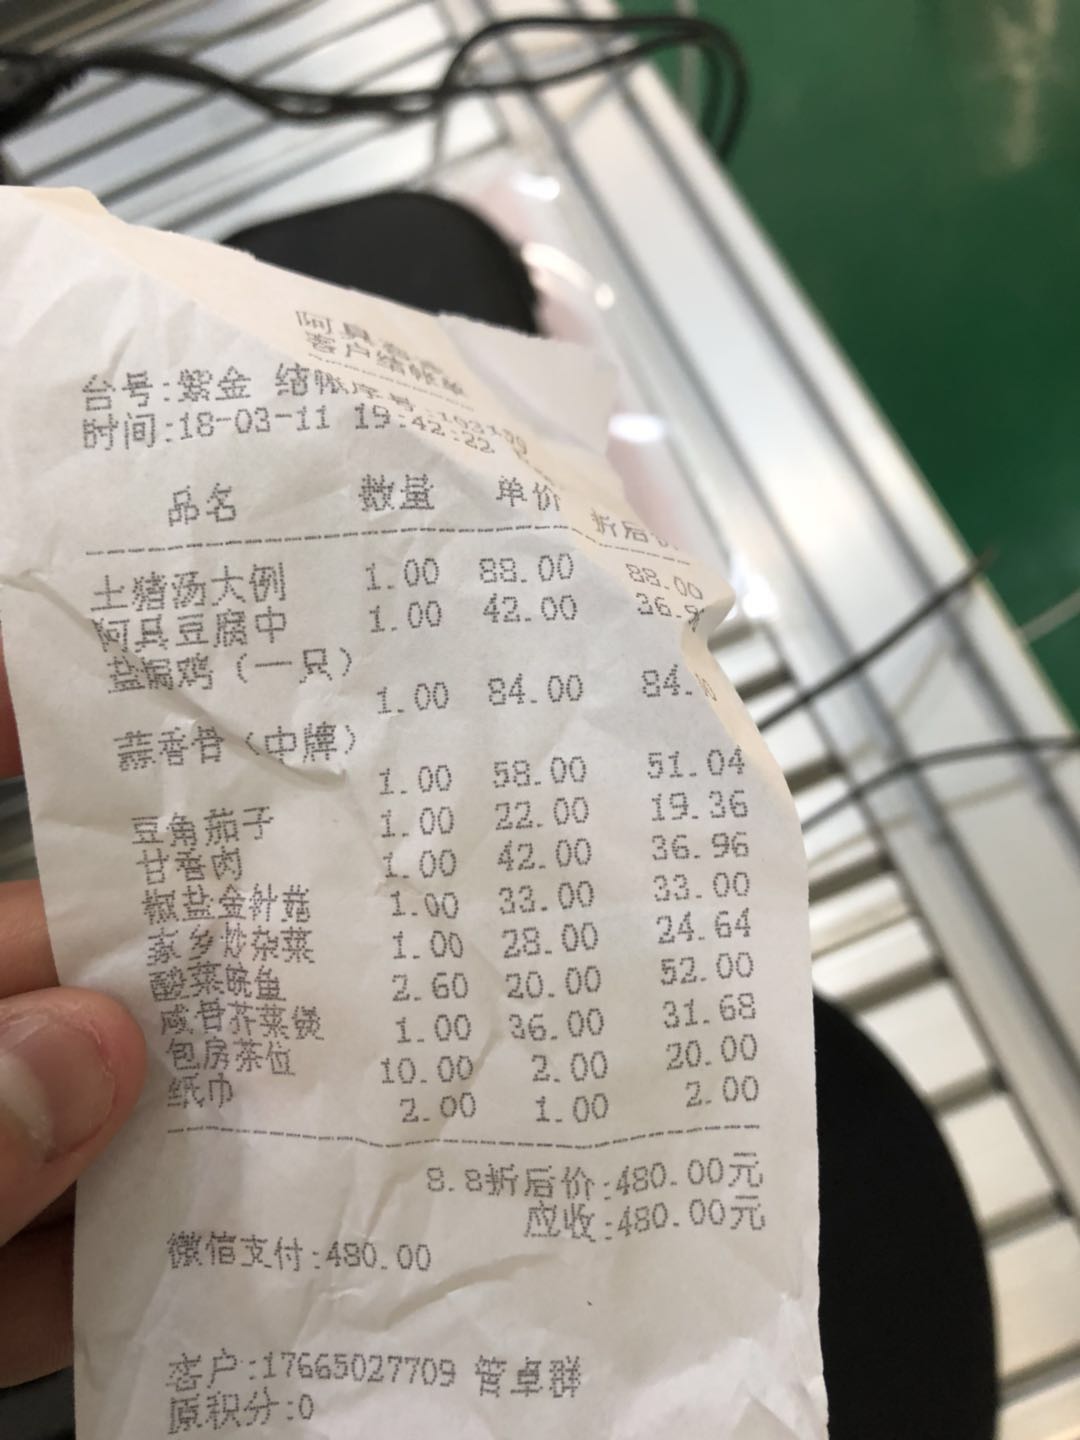 客户结帐单
台号:紫金 结帐序号:
时间:18-03-11 19:42:22
品名 数量 单价 折后价
土猪汤大例 1.00 88.00 88.00
阿具豆腐中 1.00 42.00 36.9
盐焗鸡(一只)
1.00 84.00 84.
蒜香骨(中牌)
1.00 58.00 51.04
豆角茄子 1.00 22.00 19.36
甘香肉 1.00 42.00 36.96
椒盐金针菇 1.00 33.00 33.00
家乡炒杂菜 1.00 28.00 24.64
酸菜鲩鱼 2.60 20.00 52.00
咸骨芥菜煲 1.00 36.00 31.68
包房茶位 10.00 2.00 20.00
纸巾 2.00 1.00 2.00
8.8折后价:480.00元
应收:480.00元
微信支付:480.00
客户:17665027709 管卓群
原积分:0